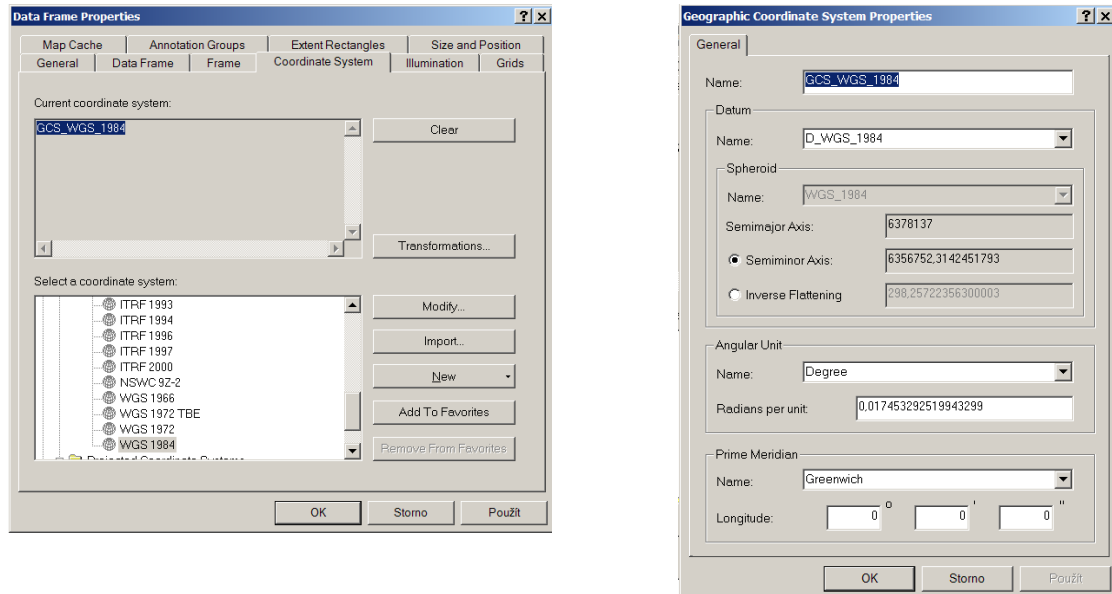 Data Frame Properties
Map Cache
Annotation Groups
Extent Rectangles
Size and Position
General
Data Frame
Frame
Coordinate System
Illumination
Grids
Current coordinate system:
GCS_WGS_1984
Clear
Transformations...
Select a coordinate system:
ITRF 1993
ITRF 1994
ITRF 1996
ITRF 1997
ITRF 2000
NSWC 9Z-2
WGS 1966
WGS 1972 TBE
WGS 1972
WGS 1984
Projected Coordinate Systems
Modify...
Import...
New
Add To Favorites
Remove From Favorites
OK
Storno
Použít
Geographic Coordinate System Properties
General
Name: GCS_WGS_1984
Datum
Name: D_WGS_1984
Spheroid
Name: WGS_1984
Semimajor Axis: 6378137
Semiminor Axis: 6356752,3142451793
Inverse Flattening 298,25722356300003
Angular Unit
Name: Degree
Radians per unit: 0,017453292519943299
Prime Meridian
Name: Greenwich
Longitude: 0 ° 0 ' 0 "
OK
Storno
Použít